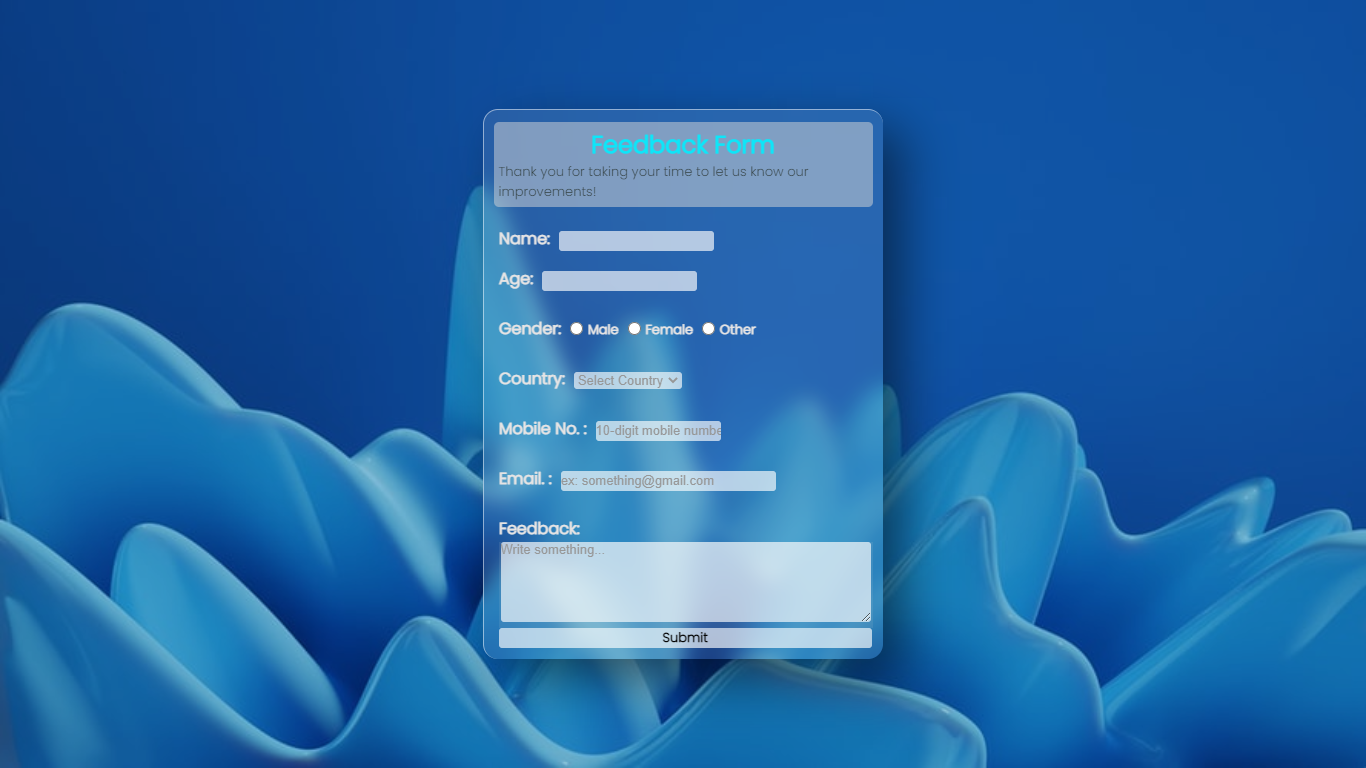 Feedback Form
Thank you for taking your time to let us know our
improvements!
Name:
Age:
Gender: Male Female Other
Country: Select Country
Mobile No. : 10-digit mobile numbe
Email. : ex: something@gmail.com
Feedback:
Write something...
Submit